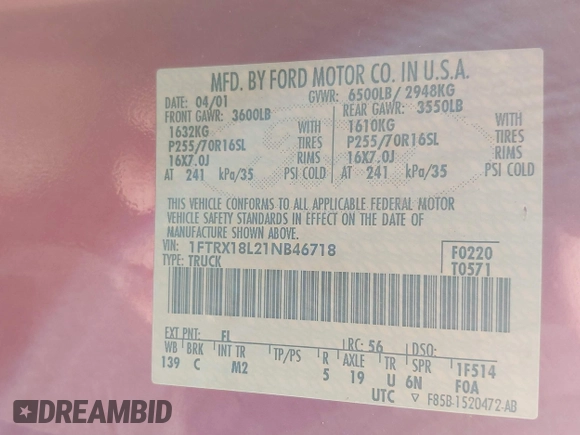 MFD. BY FORD MOTOR CO. IN U.S.A.
DATE: 04/01 GVWR: 6500LB/ 2948KG
FRONT GAWR: 3600LB REAR GAWR: 3550LB
1632KG WITH 1610KG WITH
P255/70R16SL TIRES P255/70R16SL TIRES
16X7.0J RIMS 16X7.0J RIMS
AT 241 kPa/35 PSI COLD AT 241 kPa/35 PSI COLD
THIS VEHICLE CONFORMS TO ALL APPLICABLE FEDERAL MOTOR
VEHICLE SAFETY STANDARDS IN EFFECT ON THE DATE OF
MANUFACTURE SHOWN ABOVE.
VIN: 1FTRX18L21NB46718 F0220
TYPE: TRUCK T0571
EXT PNT: FL RC: 56 DSO:
WB BRK INT TR TP/PS R AXLE TR SPR 1F514
139 C M2 5 19 U 6N F0A
UTC ▽ F85B-1520472-AB
DREAMBID